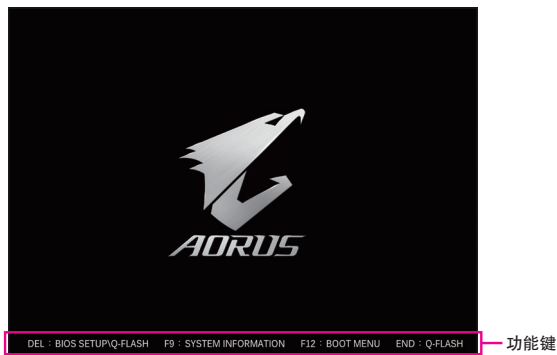 AORUS
DEL : BIOS SETUP\Q-FLASH F9 : SYSTEM INFORMATION F12 : BOOT MENU END : Q-FLASH
功能键